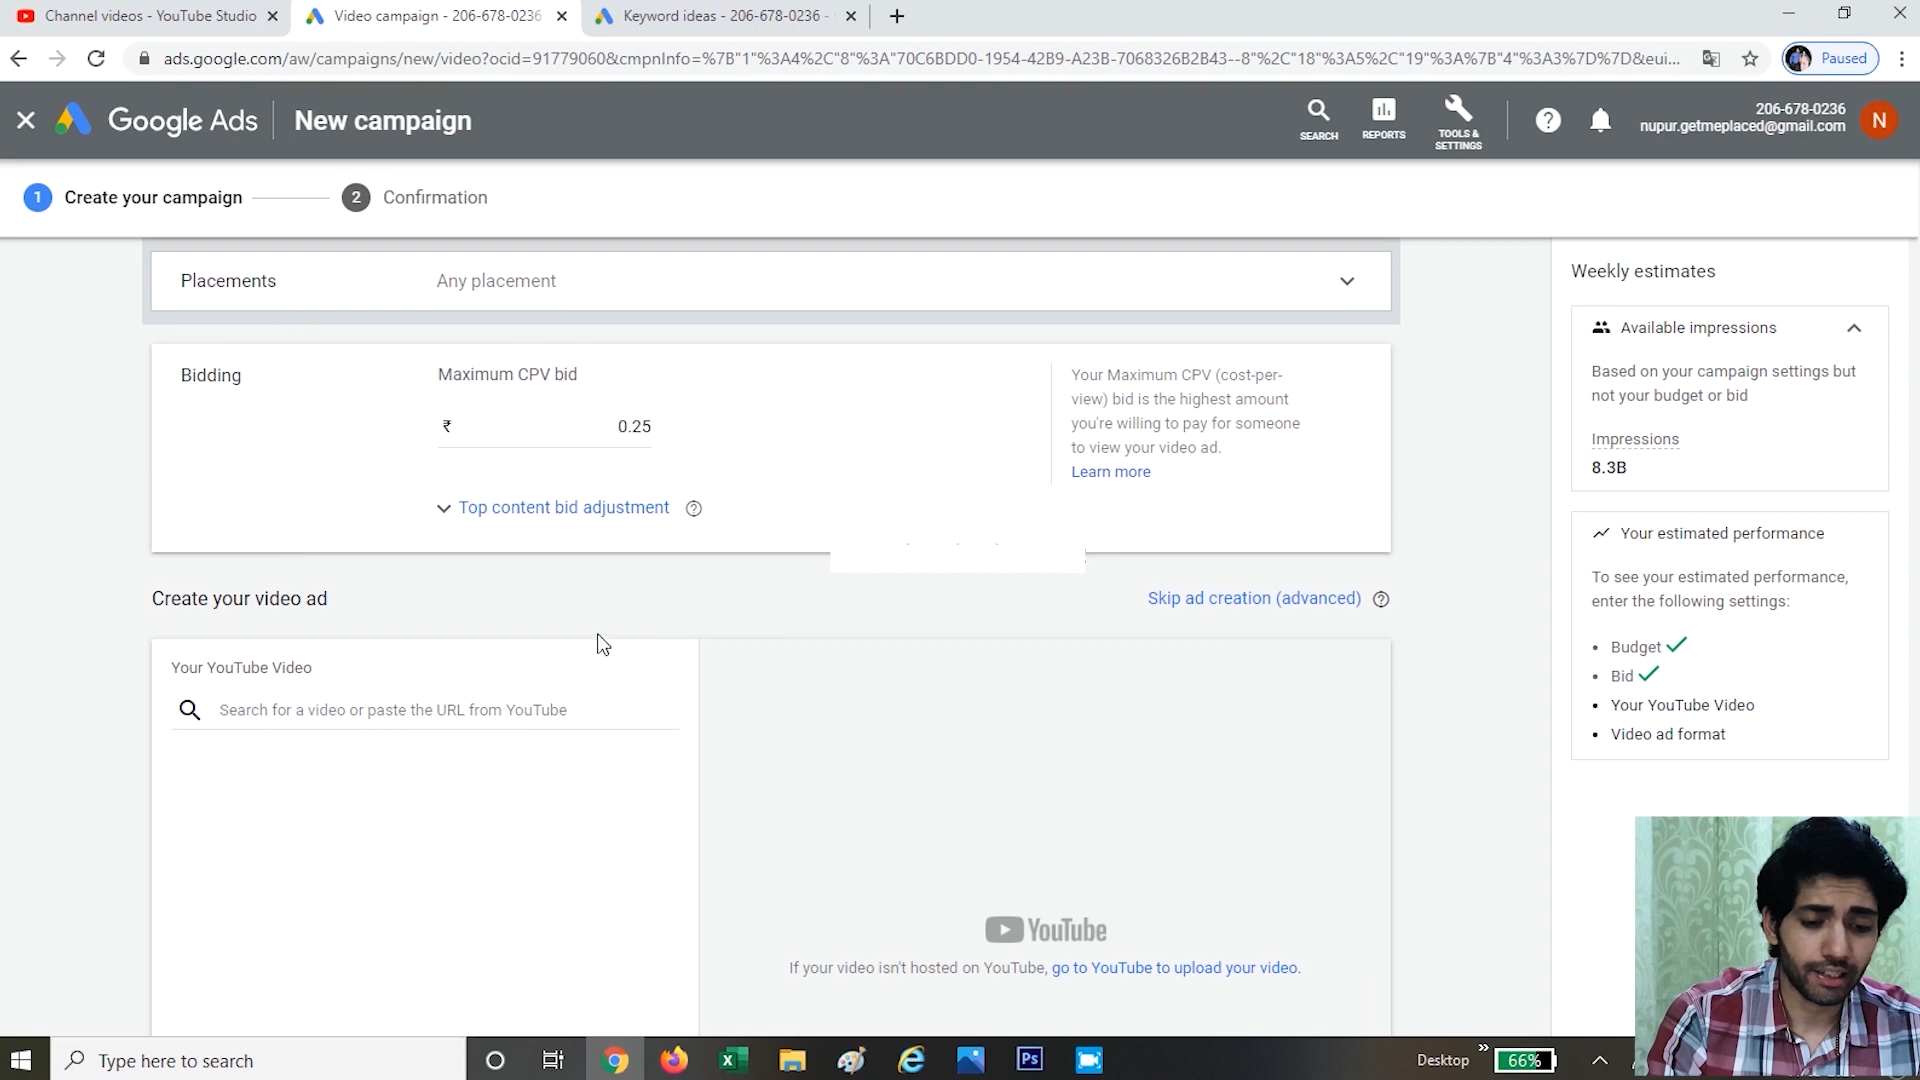 Channel videos - YouTube Studio
Video campaign - 206-678-0236
Keyword ideas - 206-678-0236 -
ads.google.com/aw/campaigns/new/video?ocid=91779060&cmpnInfo=%7B"1"%3A4%2C"8"%3A"70C6BDD0-1954-42B9-A23B-7068326B2B43--8"%2C"18"%3A5%2C"19"%3A%7B"4"%3A3%7D%7D&eui...
Paused
Google Ads
New campaign
SEARCH
REPORTS
TOOLS &
SETTINGS
206-678-0236
nupur.getmeplaced@gmail.com
N
1 Create your campaign
2 Confirmation
Placements
Any placement
Bidding
Maximum CPV bid
₹ 0.25
Top content bid adjustment
Your Maximum CPV (cost-per-
view) bid is the highest amount
you're willing to pay for someone
to view your video ad.
Learn more
Create your video ad
Skip ad creation (advanced)
Your YouTube Video
Search for a video or paste the URL from YouTube
YouTube
If your video isn't hosted on YouTube, go to YouTube to upload your video.
Weekly estimates
Available impressions
Based on your campaign settings but
not your budget or bid
Impressions
8.3B
Your estimated performance
To see your estimated performance,
enter the following settings:
• Budget
• Bid
• Your YouTube Video
• Video ad format
Type here to search
Ps
Desktop
66%